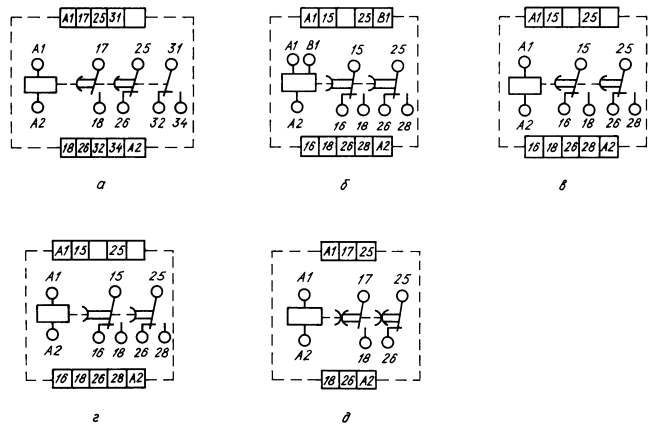 A1 17 25 31
A1 17 25 31
A2 18 26 32 34
18 26 32 34 A2
а
A1 15 25 B1
A1 B1 15 25
A2 16 18 26 28
16 18 26 28 A2
б
A1 15 25
A1 15 25
A2 16 18 26 28
16 18 26 28 A2
в
A1 15 25
A1 15 25
A2 16 18 26 28
16 18 26 28 A2
г
A1 17 25
A1 17 25
A2 18 26
18 26 A2
д